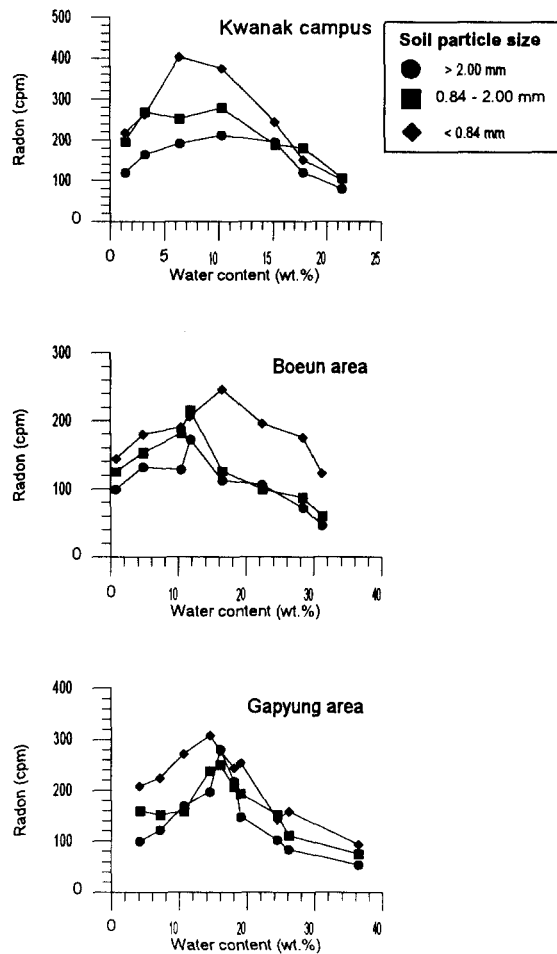 Kwanak campus
Soil particle size
> 2.00 mm
0.84 - 2.00 mm
< 0.84 mm
Radon (cpm)
500
400
300
200
100
0
0 5 10 15 20 25
Water content (wt.%)
Boeun area
Radon (cpm)
300
200
100
0
0 10 20 30 40
Water content (wt.%)
Gapyung area
Radon (cpm)
400
300
200
100
0
0 10 20 30 40
Water content (wt.%)